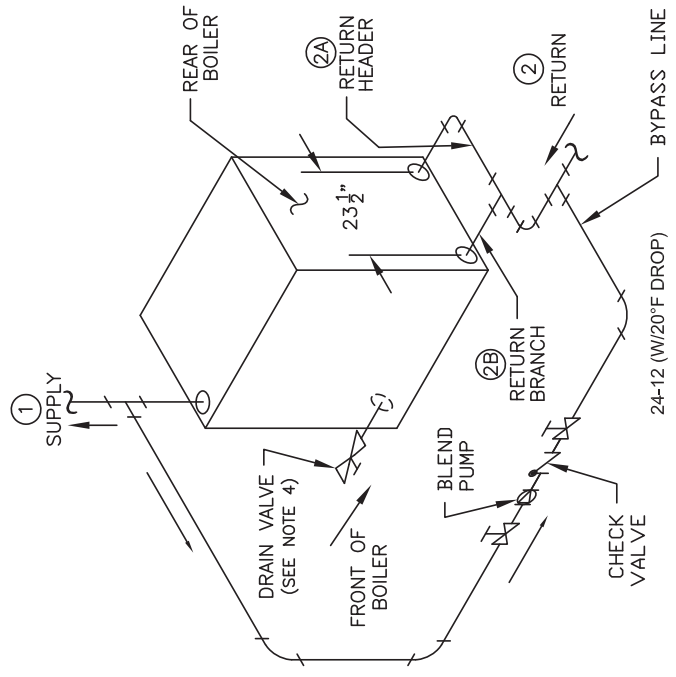 1
SUPPLY
REAR OF
BOILER
2A
RETURN
HEADER
2
RETURN
BYPASS LINE
23 1/2"
2B
RETURN
BRANCH
DRAIN VALVE
(SEE NOTE 4)
FRONT OF
BOILER
BLEND
PUMP
CHECK
VALVE
24-12 (W/20°F DROP)